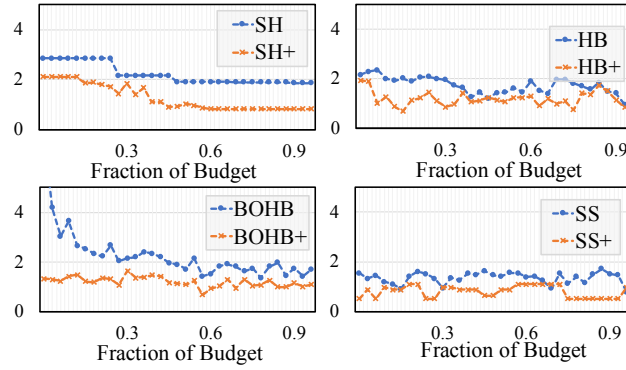 4
2
0
SH
SH+
0.3 0.6 0.9
Fraction of Budget
4
2
0
HB
HB+
0.3 0.6 0.9
Fraction of Budget
4
2
0
BOHB
BOHB+
0.3 0.6 0.9
Fraction of Budget
4
2
0
SS
SS+
0.3 0.6 0.9
Fraction of Budget